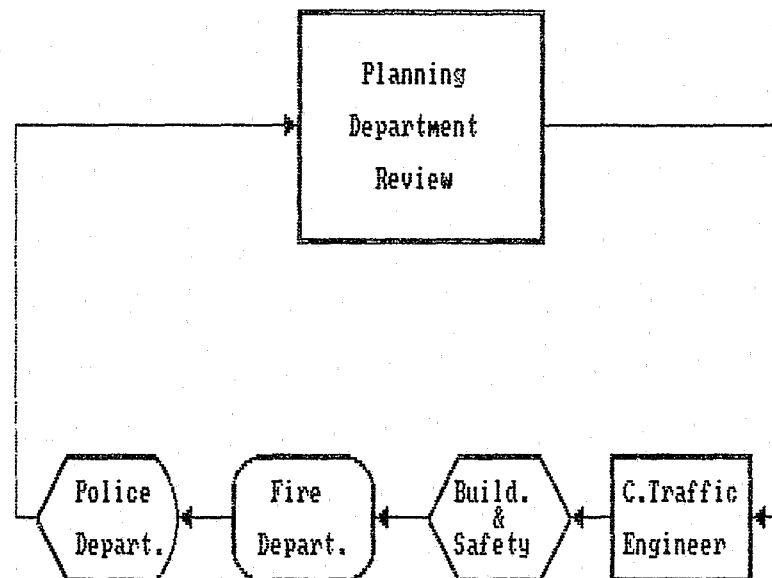 Planning
Department
Review
Police
Depart.
Fire
Depart.
Build.
&
Safety
C.Traffic
Engineer